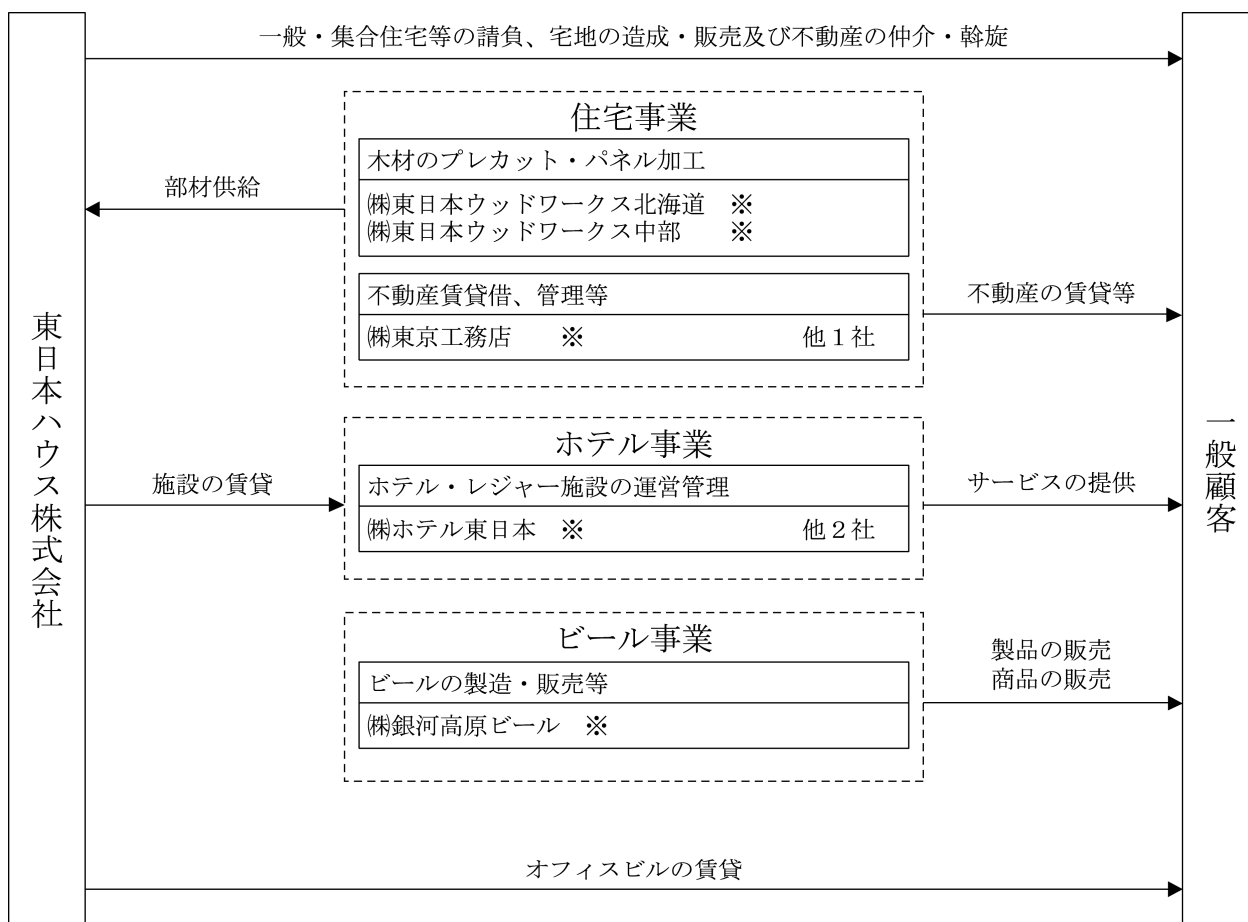 一般・集合住宅等の請負、宅地の造成・販売及び不動産の仲介・斡旋
東日本ハウス株式会社
住宅事業
木材のプレカット・パネル加工
部材供給
㈱東日本ウッドワークス北海道 ※
㈱東日本ウッドワークス中部 ※
不動産賃貸借、管理等
㈱東京工務店 ※ 他1社
不動産の賃貸等
一般顧客
ホテル事業
施設の賃貸
ホテル・レジャー施設の運営管理
㈱ホテル東日本 ※ 他2社
サービスの提供
ビール事業
ビールの製造・販売等
㈱銀河高原ビール ※
製品の販売
商品の販売
オフィスビルの賃貸